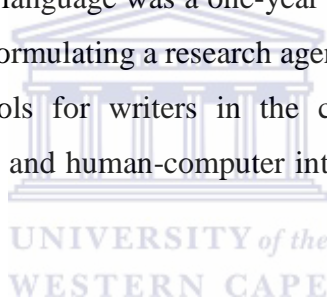 language was a one-year
ormulating a research agen
ols for writers in the c
and human-computer int
UNIVERSITY of the
WESTERN CAPE